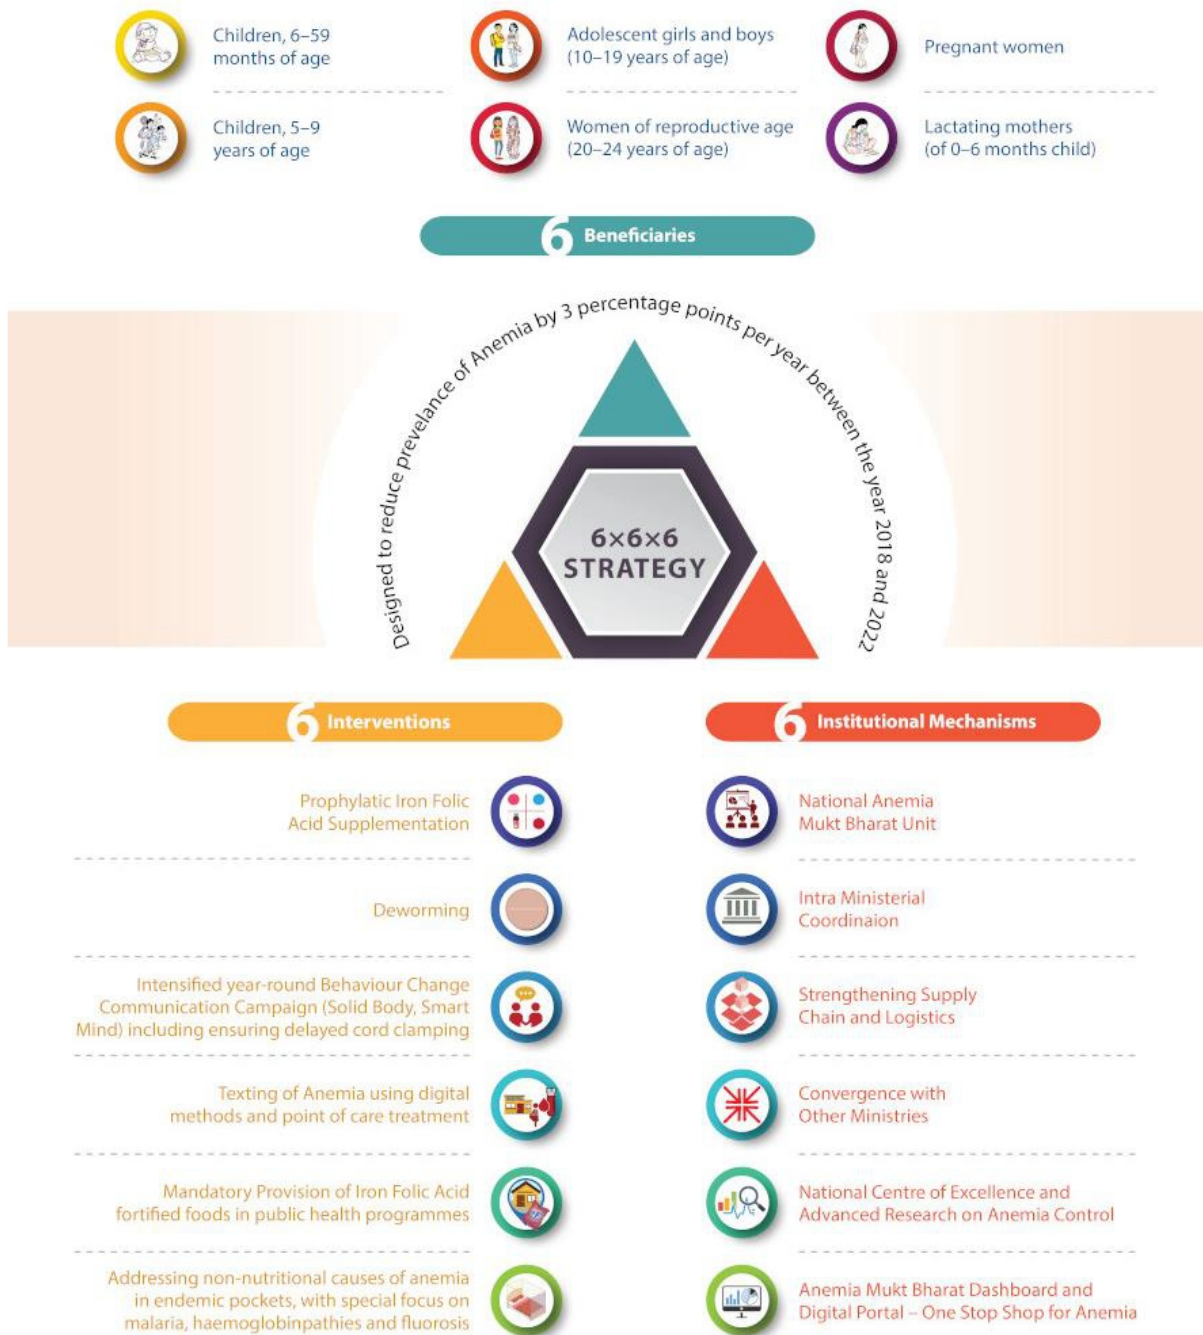 Children, 6–59
months of age
Adolescent girls and boys
(10–19 years of age)
Pregnant women
Children, 5–9
years of age
Women of reproductive age
(20–24 years of age)
Lactating mothers
(of 0–6 months child)
6 Beneficiaries
Designed to reduce prevelance of Anemia by 3 percentage points per year between the year 2018 and 2022
6×6×6
STRATEGY
6 Interventions
Prophylatic Iron Folic
Acid Supplementation
Deworming
Intensified year-round Behaviour Change
Communication Campaign (Solid Body, Smart
Mind) including ensuring delayed cord clamping
Texting of Anemia using digital
methods and point of care treatment
Mandatory Provision of Iron Folic Acid
fortified foods in public health programmes
Addressing non-nutritional causes of anemia
in endemic pockets, with special focus on
malaria, haemoglobinpathies and fluorosis
6 Institutional Mechanisms
National Anemia
Mukt Bharat Unit
Intra Ministerial
Coordinaion
Strengthening Supply
Chain and Logistics
Convergence with
Other Ministries
National Centre of Excellence and
Advanced Research on Anemia Control
Anemia Mukt Bharat Dashboard and
Digital Portal – One Stop Shop for Anemia